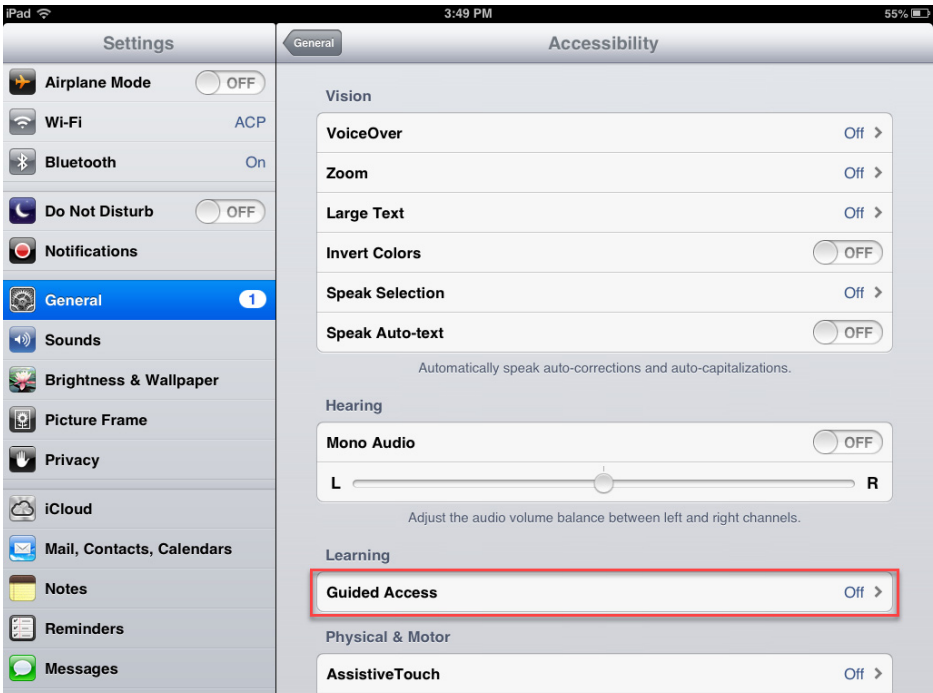 iPad 3:49 PM 55%
Settings
Airplane Mode OFF
Wi-Fi ACP
Bluetooth On
Do Not Disturb OFF
Notifications
General 1
Sounds
Brightness & Wallpaper
Picture Frame
Privacy
iCloud
Mail, Contacts, Calendars
Notes
Reminders
Messages
General Accessibility
Vision
VoiceOver Off
Zoom Off
Large Text Off
Invert Colors OFF
Speak Selection Off
Speak Auto-text OFF
Automatically speak auto-corrections and auto-capitalizations.
Hearing
Mono Audio OFF
L R
Adjust the audio volume balance between left and right channels.
Learning
Guided Access Off
Physical & Motor
AssistiveTouch Off